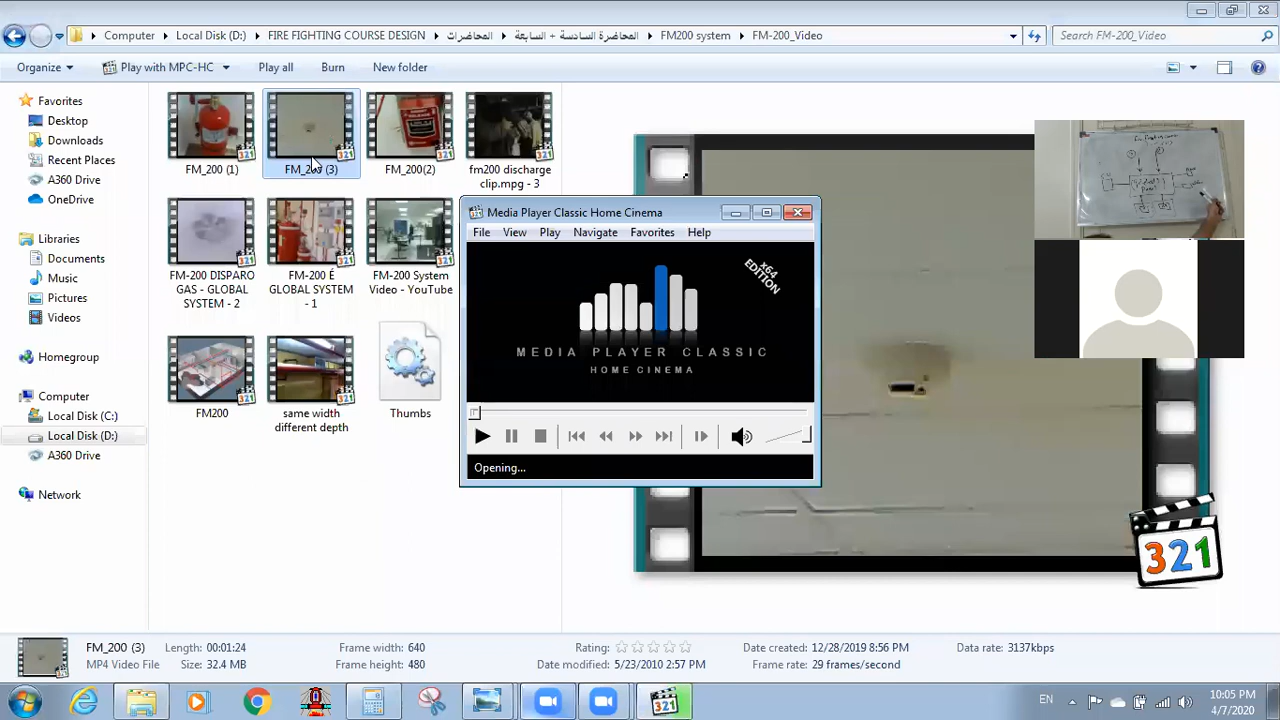 Computer ▸ Local Disk (D:) ▸ FIRE FIGHTING COURSE DESIGN ▸ المحاضرات ▸ المحاضرة السادسة + السابعة ▸ FM200 system ▸ FM-200_Video
Search FM-200_Video
Organize Play with MPC-HC Play all Burn New folder
Favorites
Desktop
Downloads
Recent Places
A360 Drive
OneDrive
Libraries
Documents
Music
Pictures
Videos
Homegroup
Computer
Local Disk (C:)
Local Disk (D:)
A360 Drive
Network
FM_200 (1)
FM_200 (3)
FM_200(2)
fm200 discharge
clip.mpg - 3
FM-200 DISPARO
GAS - GLOBAL
SYSTEM - 2
FM-200 É
GLOBAL SYSTEM
- 1
FM-200 System
Video - YouTube
FM200
same width
different depth
Thumbs
Media Player Classic Home Cinema
File View Play Navigate Favorites Help
x64
EDITION
MEDIA PLAYER CLASSIC
HOME CINEMA
Opening...
321
FM_200 (3)
MP4 Video File
Length: 00:01:24
Size: 32.4 MB
Frame width: 640
Frame height: 480
Rating:
Date modified: 5/23/2010 2:57 PM
Date created: 12/28/2019 8:56 PM
Frame rate: 29 frames/second
Data rate: 3137kbps
EN
10:05 PM
4/7/2020